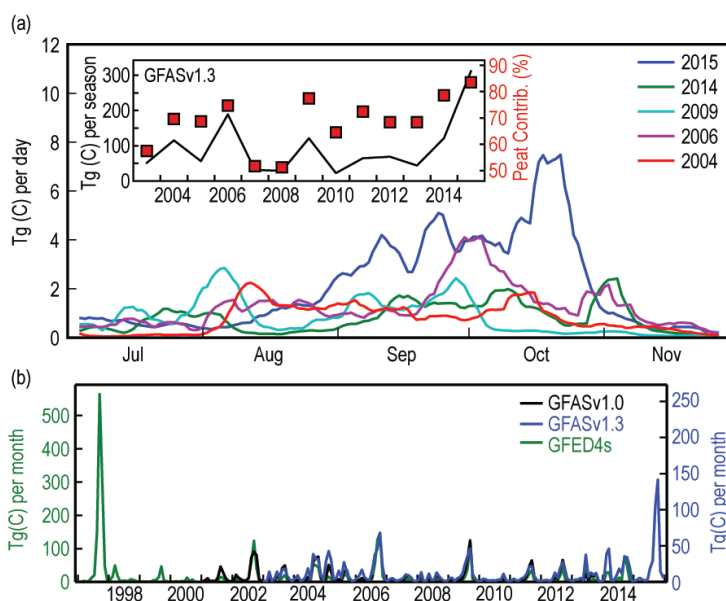 (a)
12
10
8
6
4
2
0
Tg (C) per day
GFASv1.3
300
200
100
0
Tg (C) per season
90
80
70
60
50
Peat Contrib. (%)
2004 2006 2008 2010 2012 2014
2015
2014
2009
2006
2004
Jul Aug Sep Oct Nov
(b)
500
400
300
200
100
0
Tg(C) per month
GFASv1.0
GFASv1.3
GFED4s
250
200
150
100
50
0
Tg(C) per month
1998 2000 2002 2004 2006 2008 2010 2012 2014